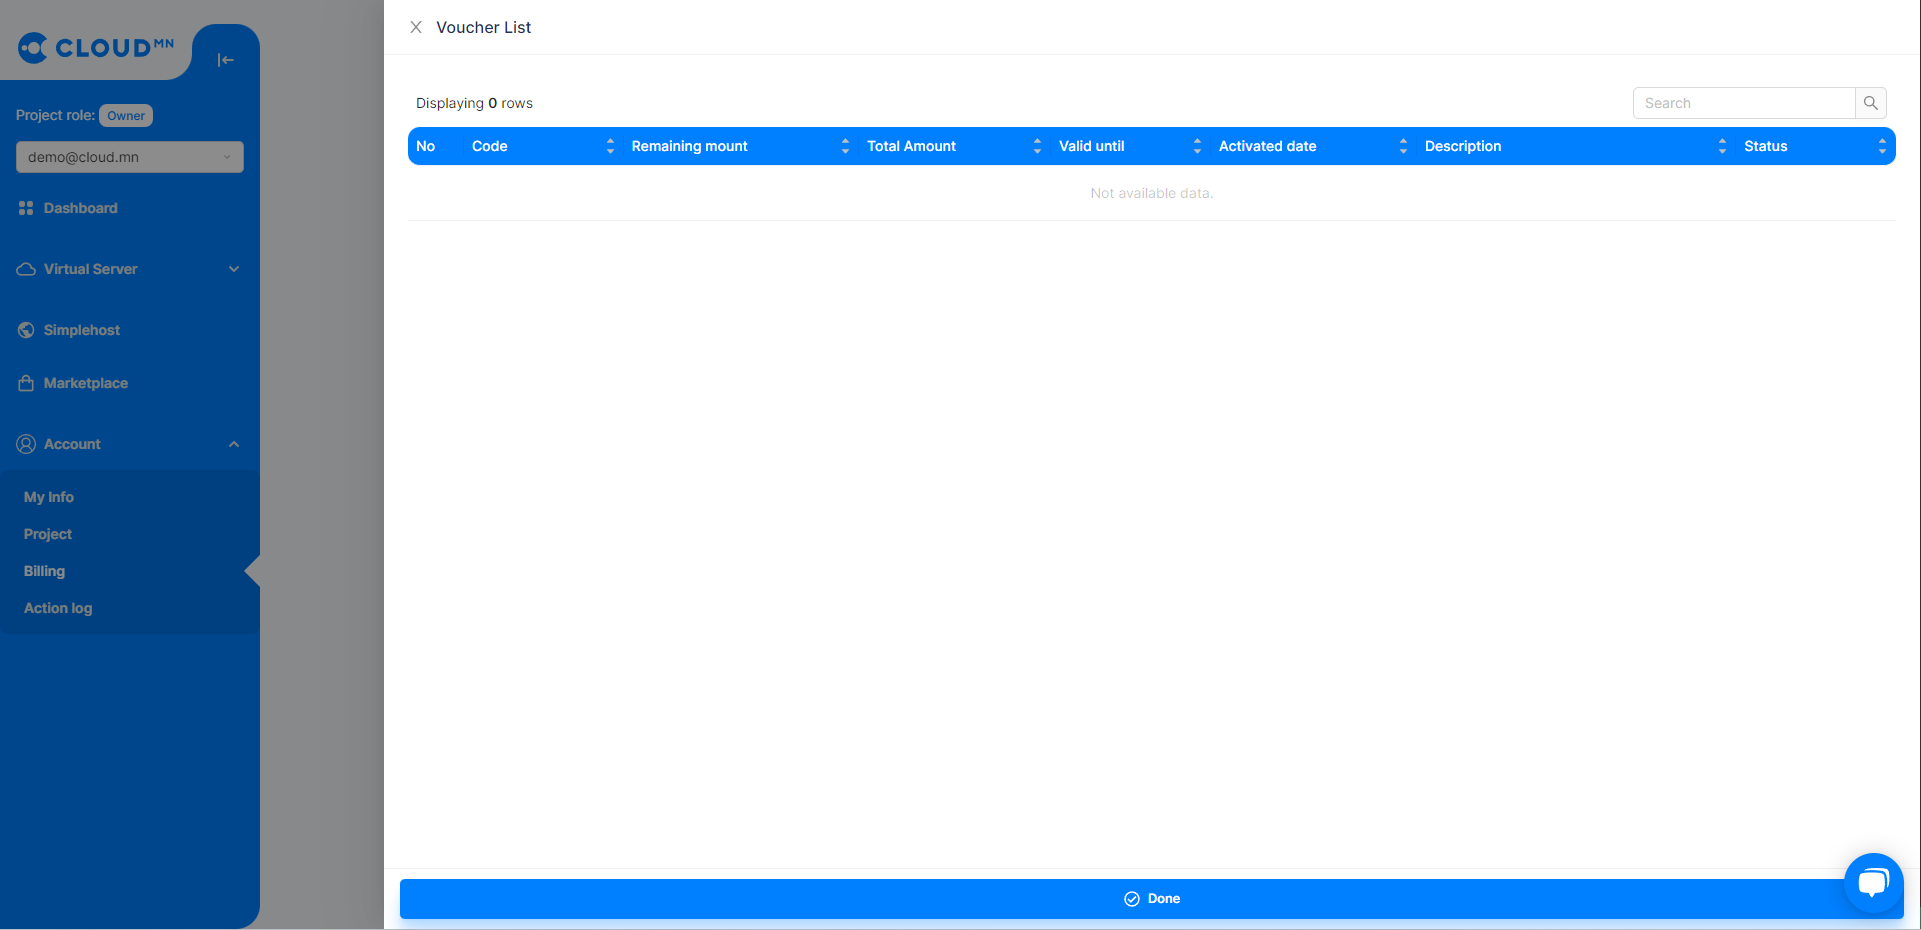 CLOUDMN
Project role: Owner
demo@cloud.mn
Dashboard
Virtual Server
Simplehost
Marketplace
Account
My Info
Project
Billing
Action log
Voucher List
Displaying 0 rows
Search
No Code Remaining mount Total Amount Valid until Activated date Description Status
Not available data.
Done